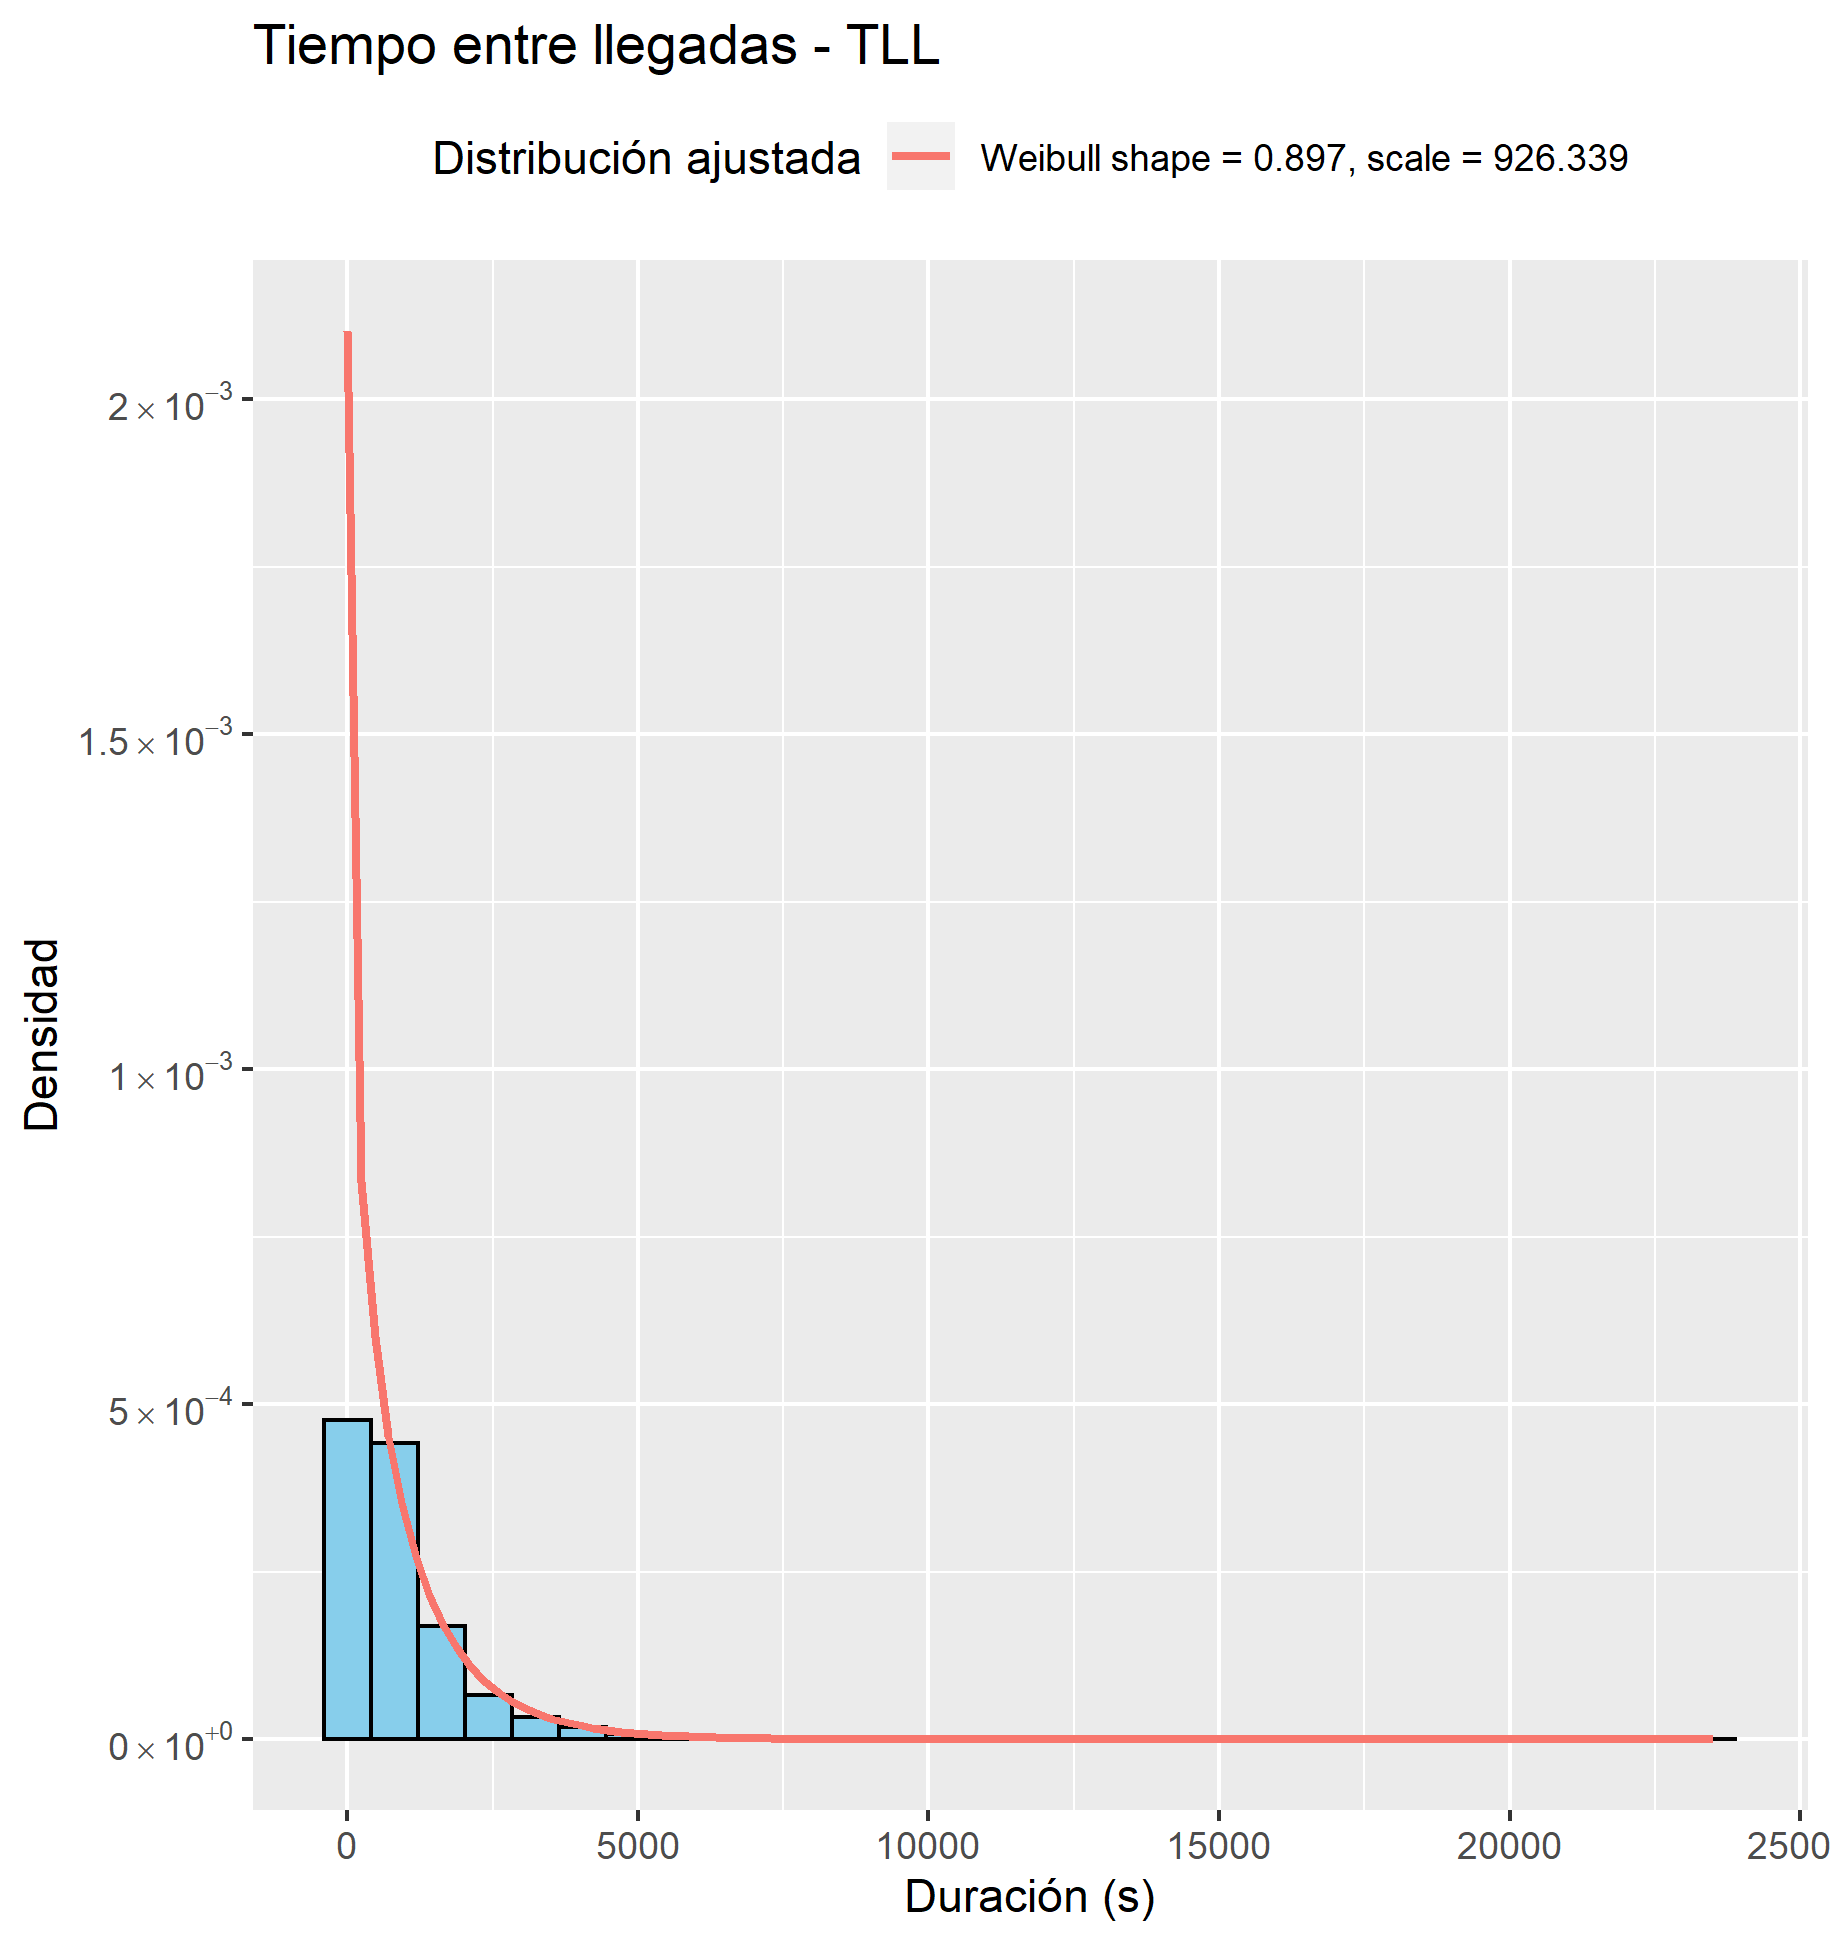 Tiempo entre llegadas - TLL
Distribución ajustada Weibull shape = 0.897, scale = 926.339
2 × 10⁻³
1.5 × 10⁻³
1 × 10⁻³
5 × 10⁻⁴
0 × 10⁺⁰
Densidad
0 5000 10000 15000 20000 2500
Duración (s)